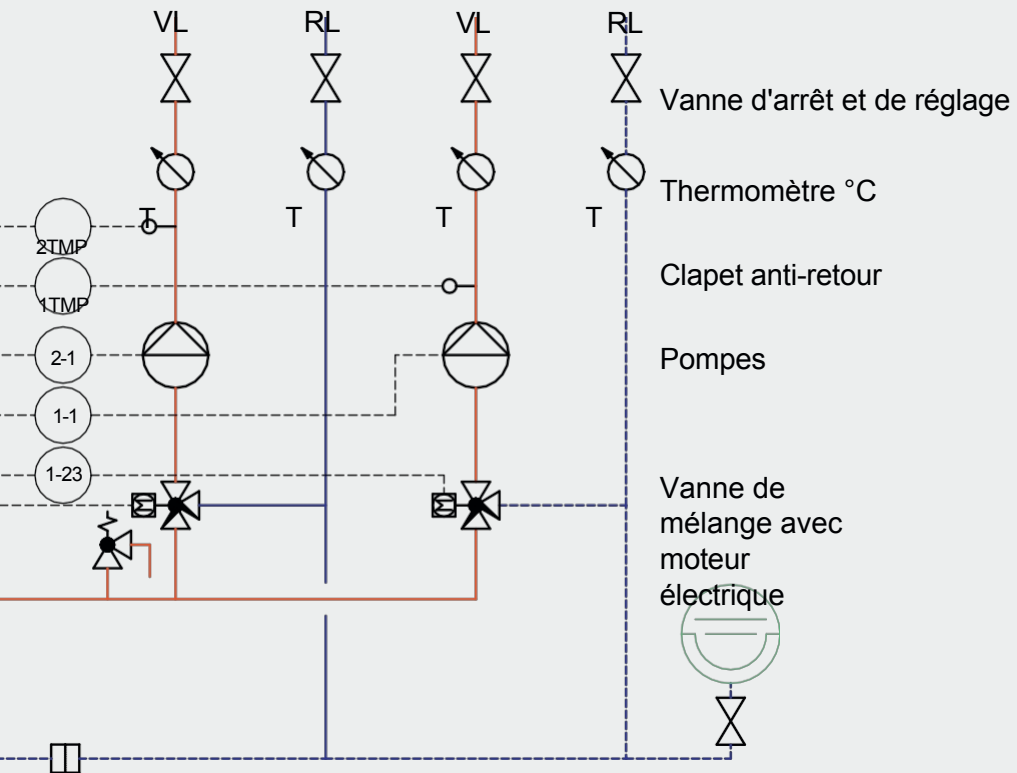 VL RL VL RL
Vanne d'arrêt et de réglage
Thermomètre °C
T T T T
2TMP
Clapet anti-retour
1TMP
2-1
Pompes
1-1
1-23
Vanne de
mélange avec
moteur
électrique